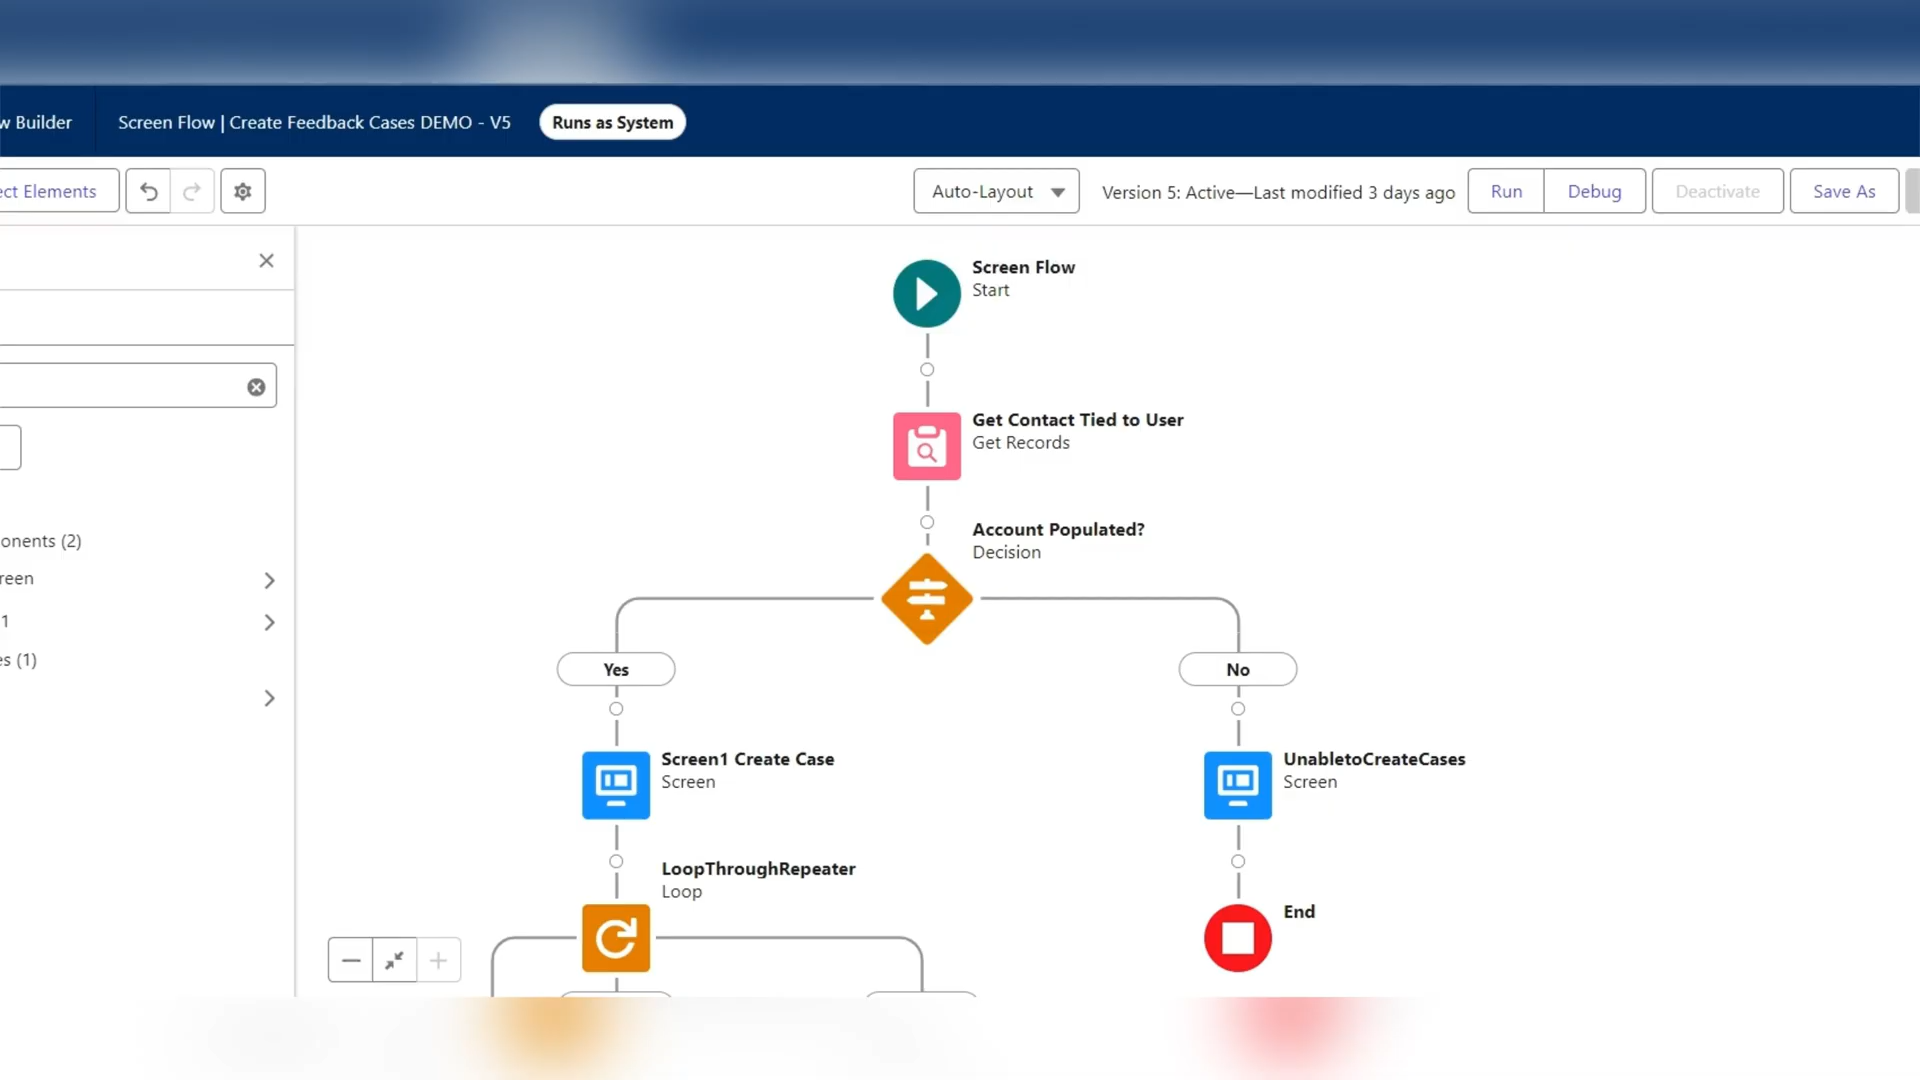 w Builder
Screen Flow | Create Feedback Cases DEMO - V5
Runs as System
ect Elements
Auto-Layout
Version 5: Active—Last modified 3 days ago
Run
Debug
Deactivate
Save As
Screen Flow
Start
Get Contact Tied to User
Get Records
onents (2)
reen
1
es (1)
Account Populated?
Decision
Yes
No
Screen1 Create Case
Screen
UnabletoCreateCases
Screen
LoopThroughRepeater
Loop
End